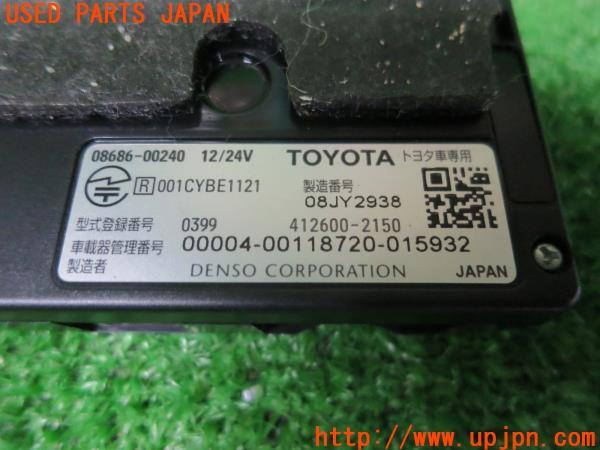 USED PARTS JAPAN
08686-00240 12/24V TOYOTA トヨタ車専用
R 001CYBE1121 製造番号
08JY2938
型式登録番号 0399 412600-2150
車載器管理番号 00004-00118720-015932
製造者 DENSO CORPORATION JAPAN
www.upjpn.com